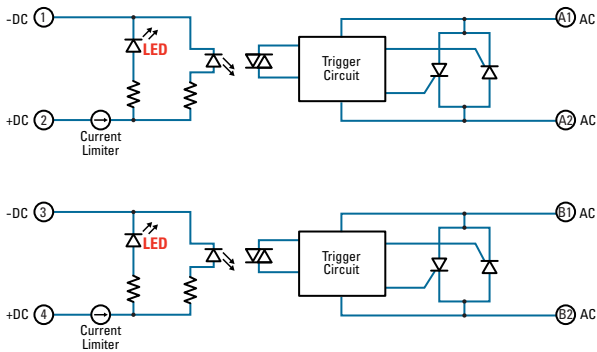 -DC 1
A1 AC
LED
Trigger
Circuit
+DC 2
A2 AC
Current
Limiter
-DC 3
B1 AC
LED
Trigger
Circuit
+DC 4
B2 AC
Current
Limiter